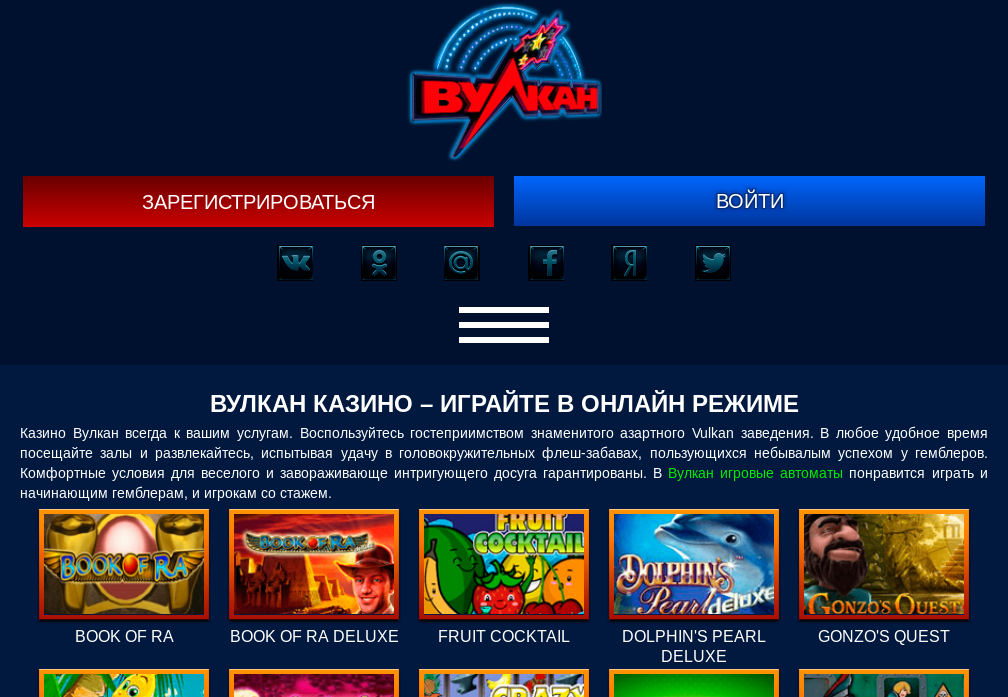 ВУЛКАН
ЗАРЕГИСТРИРОВАТЬСЯ
ВОЙТИ
ВУЛКАН КАЗИНО – ИГРАЙТЕ В ОНЛАЙН РЕЖИМЕ
Казино Вулкан всегда к вашим услугам. Воспользуйтесь гостеприимством знаменитого азартного Vulkan заведения. В любое удобное время
посещайте залы и развлекайтесь, испытывая удачу в головокружительных флеш-забавах, пользующихся небывалым успехом у гемблеров.
Комфортные условия для веселого и завораживающе интригующего досуга гарантированы. В Вулкан игровые автоматы понравится играть и
начинающим гемблерам, и игрокам со стажем.
BOOK OF RA
BOOK OF RA
FRUIT COCKTAIL
DOLPHIN'S Pearl deluxe
GONZO'S QUEST
BOOK OF RA
BOOK OF RA DELUXE
FRUIT COCKTAIL
DOLPHIN'S PEARL DELUXE
GONZO'S QUEST
CRAZY